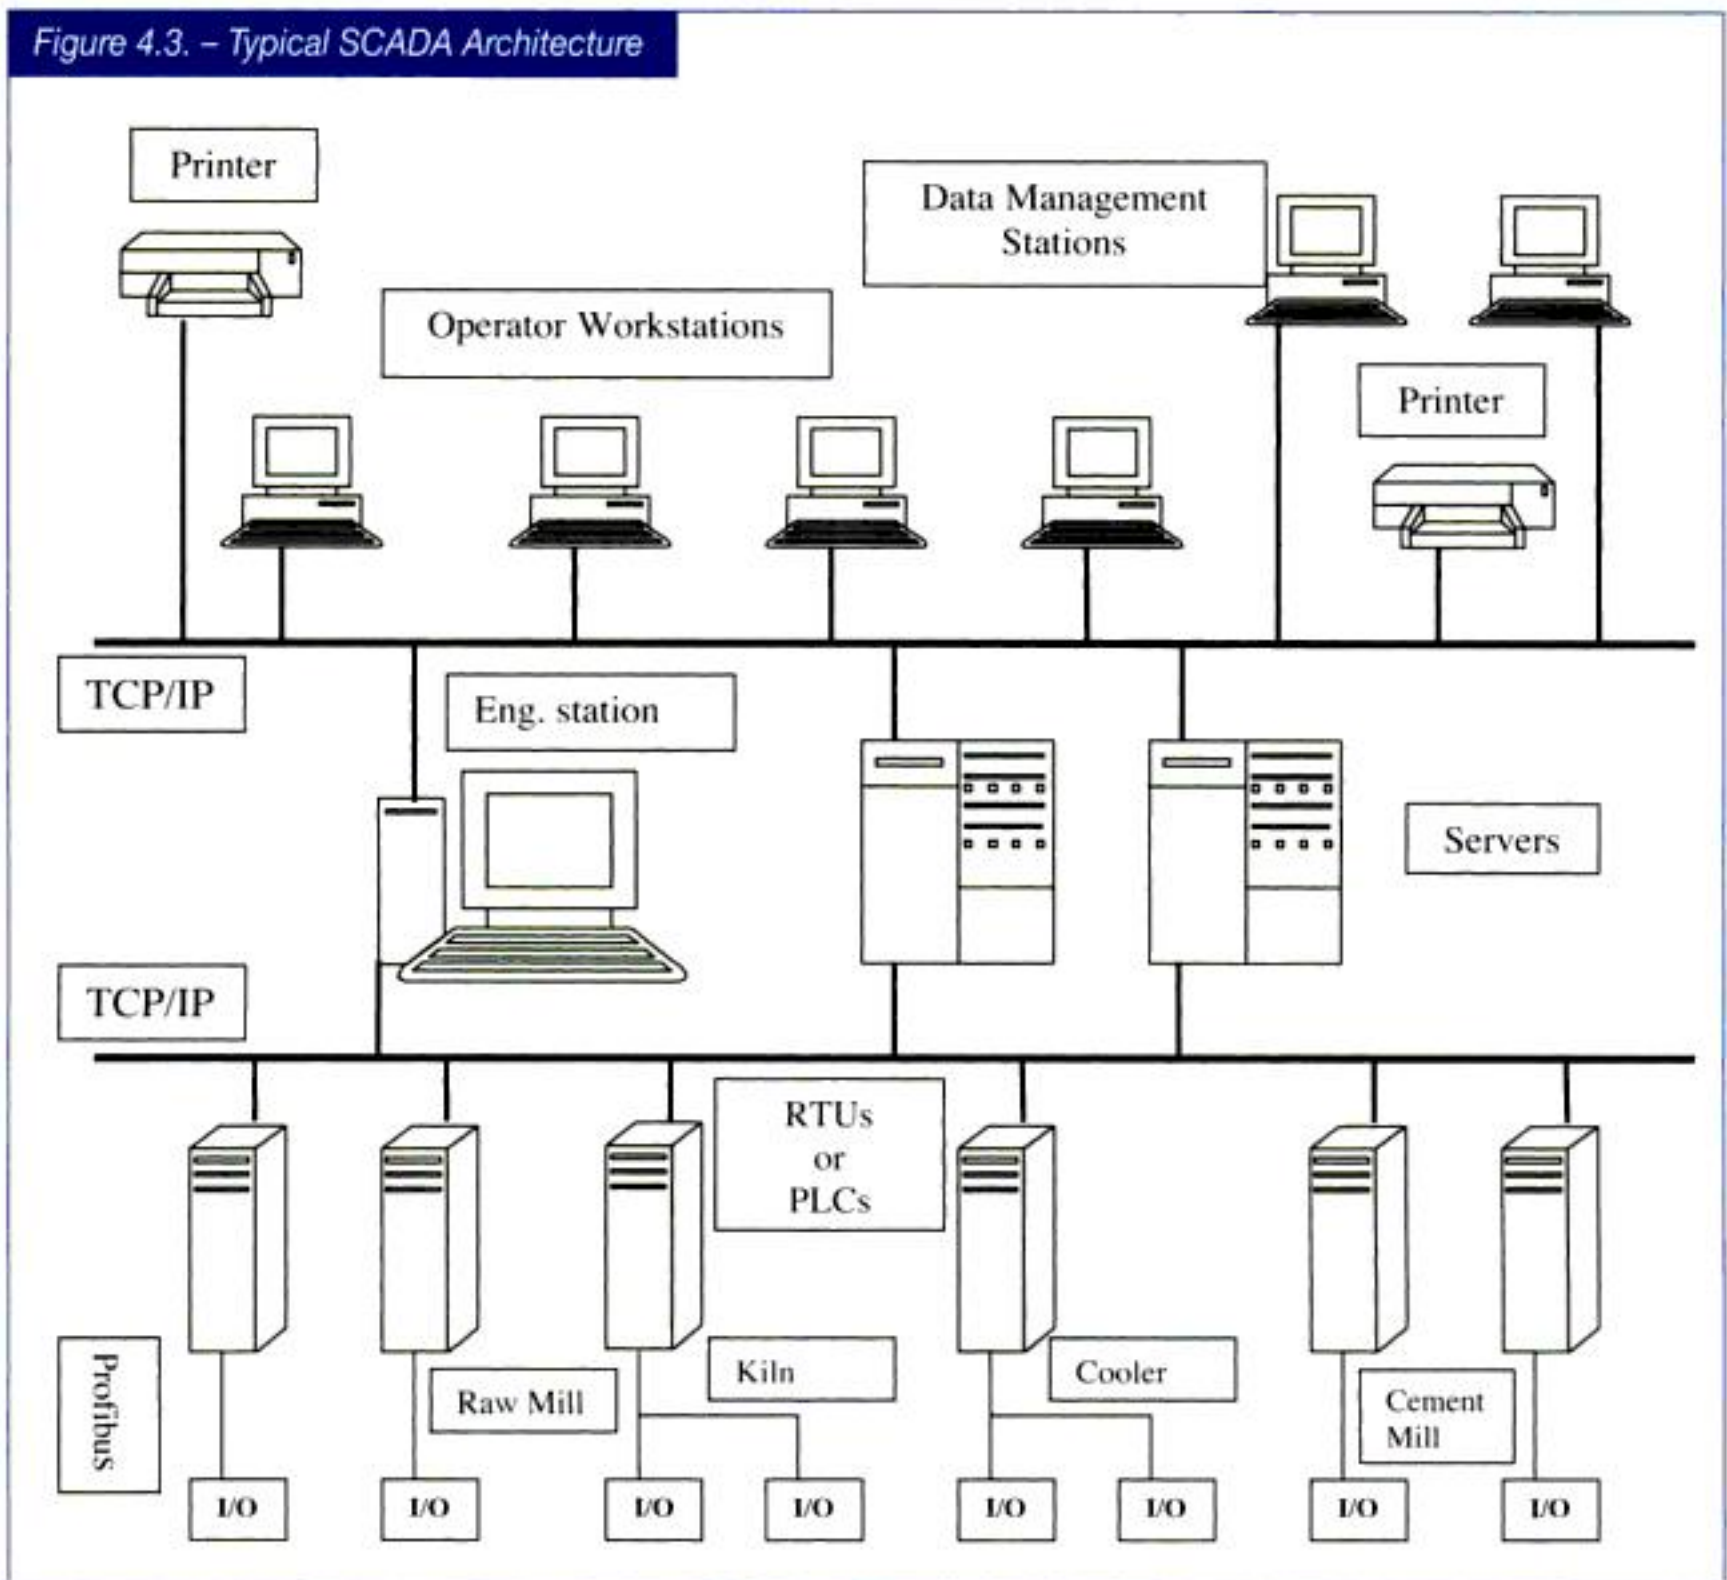 Figure 4.3. – Typical SCADA Architecture
Printer
Data Management
Stations
Operator Workstations
Printer
TCP/IP
Eng. station
Servers
TCP/IP
RTUs
or
PLCs
Profibus
Raw Mill
Kiln
Cooler
Cement
Mill
I/O
I/O
I/O
I/O
I/O
I/O
I/O
I/O